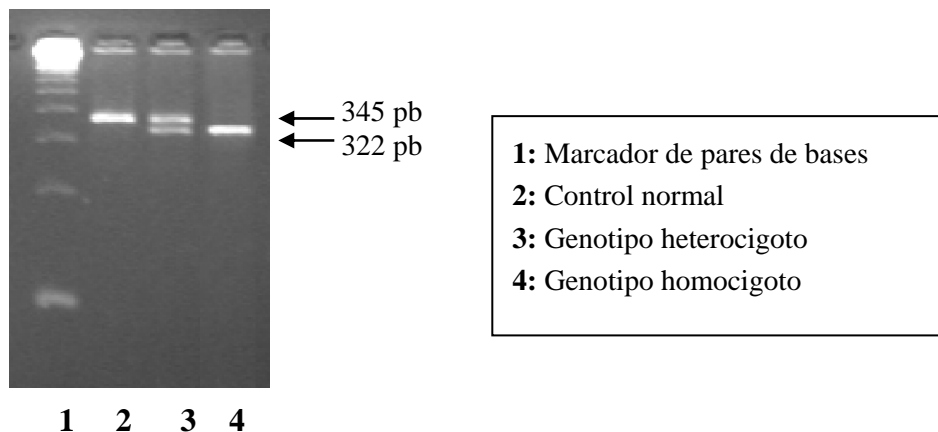 345 pb
322 pb
1: Marcador de pares de bases
2: Control normal
3: Genotipo heterocigoto
4: Genotipo homocigoto
1 2 3 4